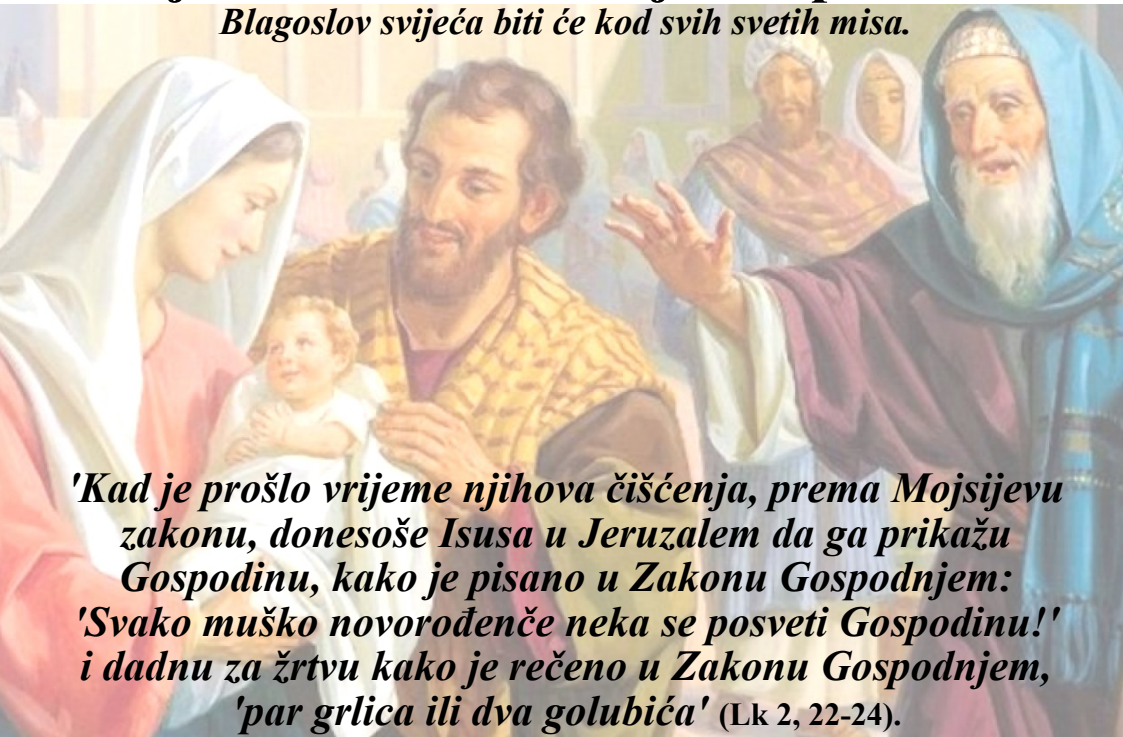 Blagoslov svijeća biti će kod svih svetih misa.
'Kad je prošlo vrijeme njihova čišćenja, prema Mojsijevu
zakonu, donesoše Isusa u Jeruzalem da ga prikažu
Gospodinu, kako je pisano u Zakonu Gospodnjem:
'Svako muško novorođenče neka se posveti Gospodinu!'
i dadnu za žrtvu kako je rečeno u Zakonu Gospodnjem,
'par grlica ili dva golubića' (Lk 2, 22-24).